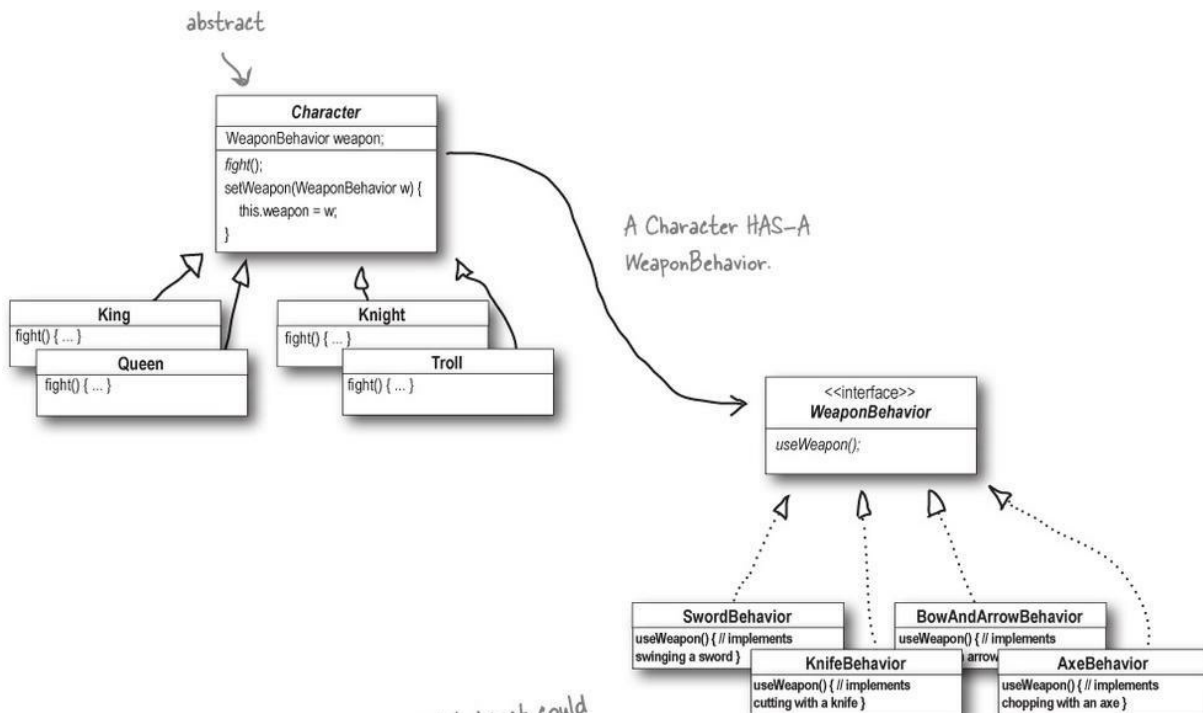 abstract
Character
WeaponBehavior weapon;
fight();
setWeapon(WeaponBehavior w) {
this.weapon = w;
}
A Character HAS-A
WeaponBehavior.
King
fight() { ... }
Queen
fight() { ... }
Knight
fight() { ... }
Troll
fight() { ... }
<<interface>>
WeaponBehavior
useWeapon();
SwordBehavior
useWeapon() { // implements
swinging a sword }
BowAndArrowBehavior
useWeapon() { // implements
arrow
KnifeBehavior
useWeapon() { // implements
cutting with a knife }
AxeBehavior
useWeapon() { // implements
chopping with an axe }
could